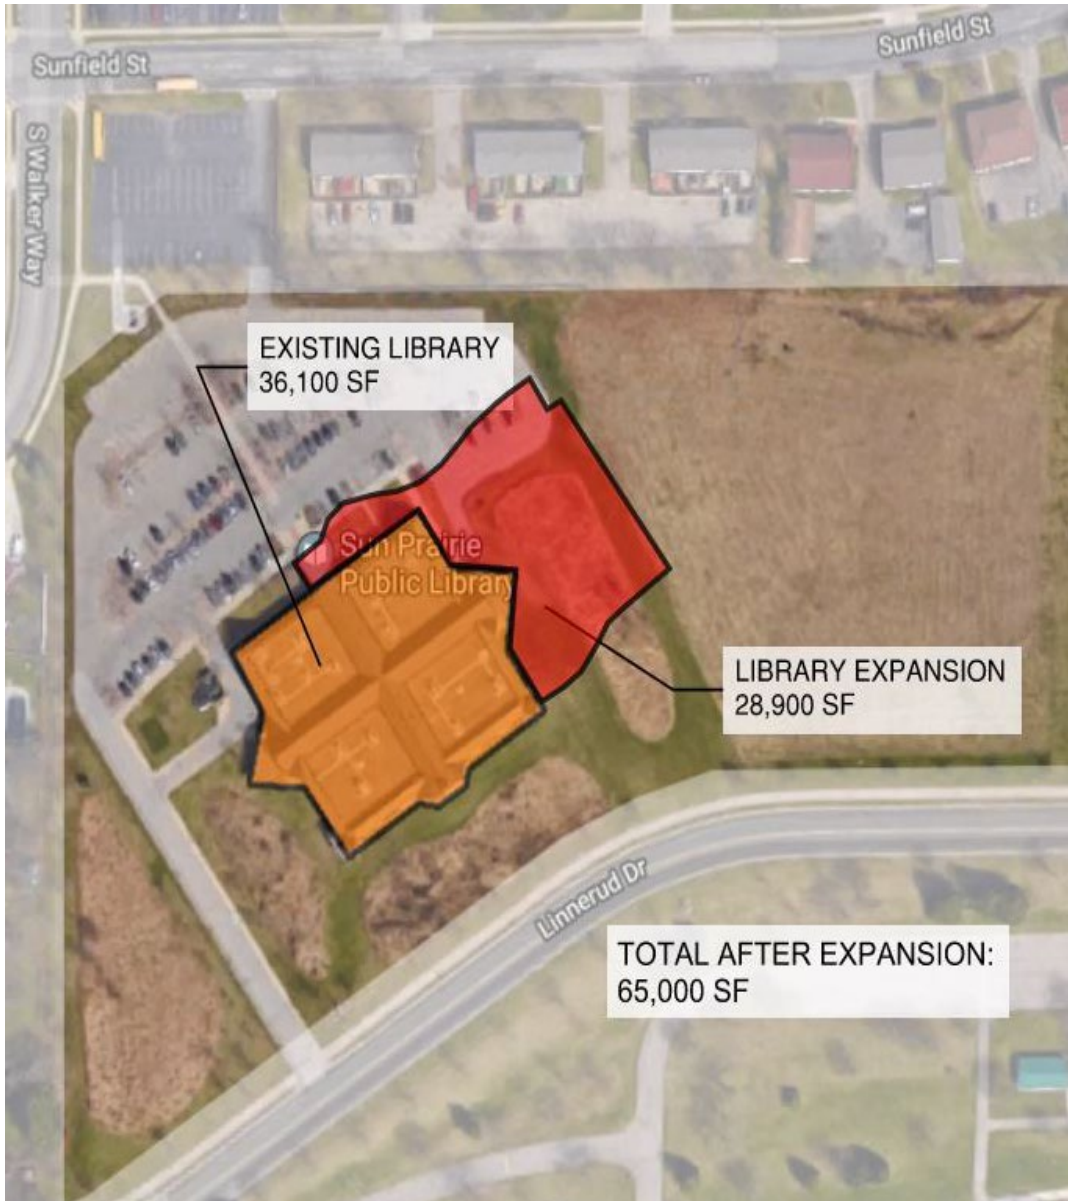 Sunfield St
Sunfield St
S Walker Way
EXISTING LIBRARY
36,100 SF
Sun Prairie
Public Library
LIBRARY EXPANSION
28,900 SF
Linnerud Dr
TOTAL AFTER EXPANSION:
65,000 SF